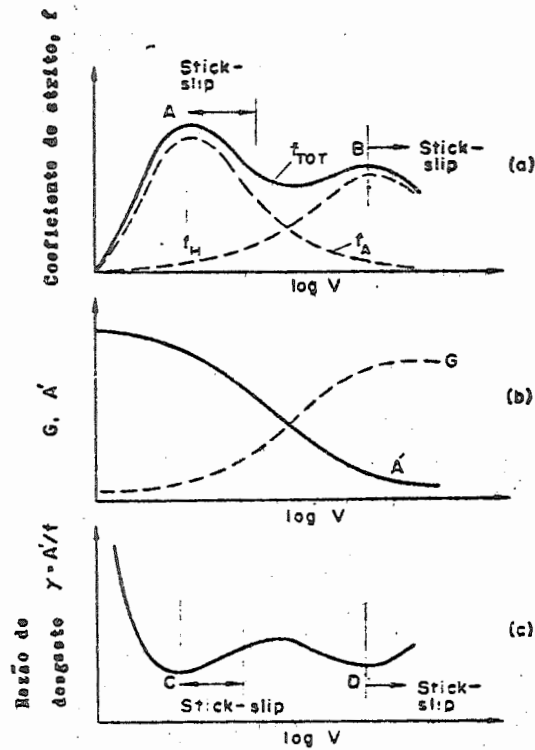 Stick-
slip
A
f_TOT
B
Stick-
slip
(a)
Coeficiente de atrito, f
f_H
f_A
log V
G, A'
G
A'
(b)
log V
Razão de
desgaste γ=A'/f
(c)
C
Stick-slip
D
Stick-
slip
log V